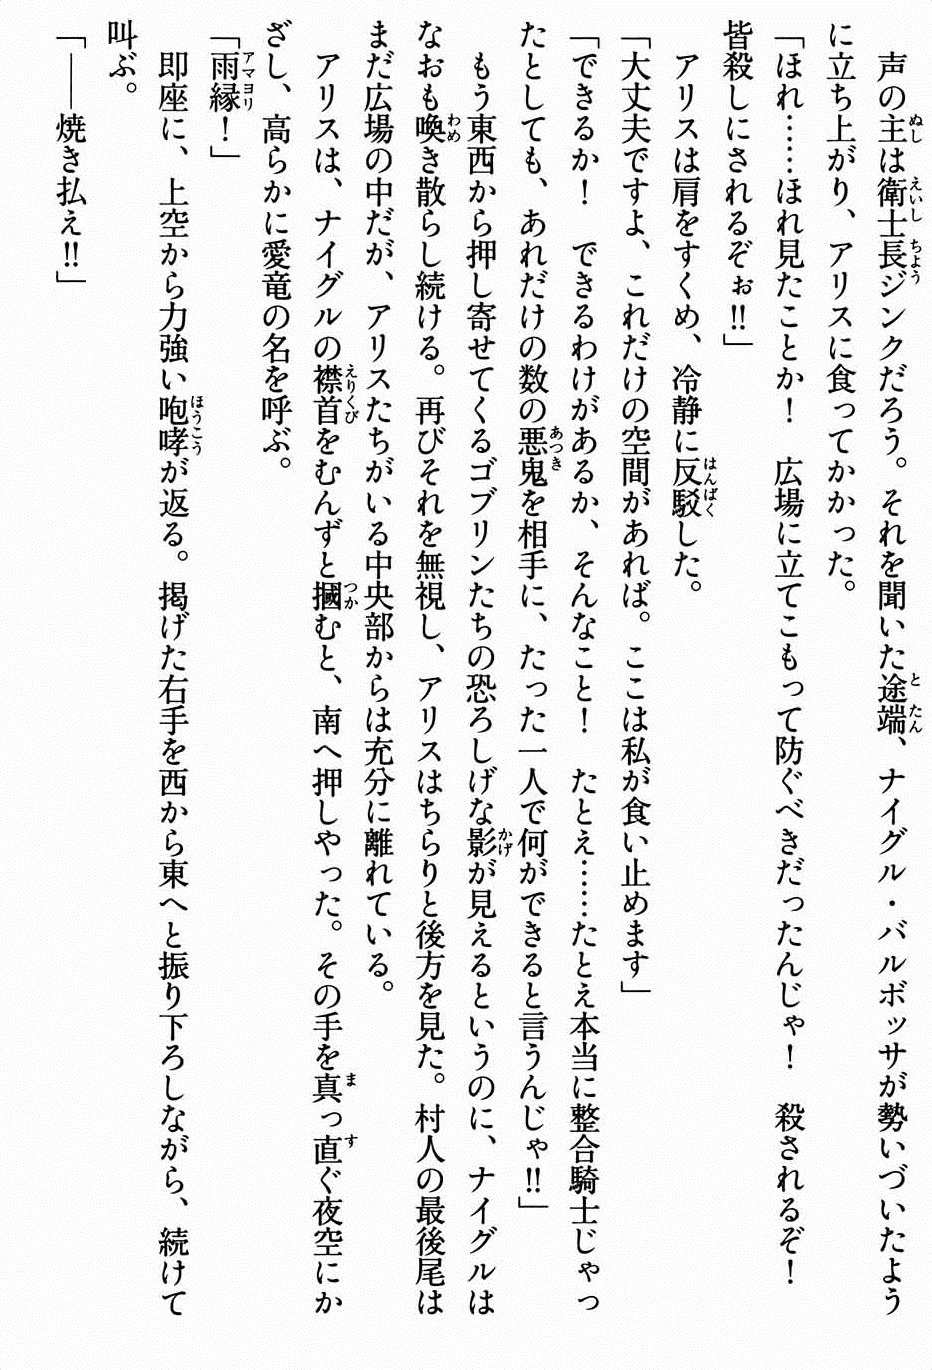 声の主は衛士長ジンクだろう。それを聞いた途端、ナイグル・バルボッサが勢いづいたよう
に立ち上がり、アリスに食ってかかった。
「ほれ……ほれ見たことか！　広場に立てこもって防ぐべきだったんじゃ！　殺されるぞ！
皆殺しにされるぞぉ!!」
アリスは肩をすくめ、冷静に反駁した。
「大丈夫ですよ、これだけの空間があれば。ここは私が食い止めます」
「できるか！　できるわけがあるか、そんなこと！　たとえ……たとえ本当に整合騎士じゃっ
たとしても、あれだけの数の悪鬼を相手に、たった一人で何ができると言うんじゃ!!」
もう東西から押し寄せてくるゴブリンたちの恐ろしげな影が見えるというのに、ナイグルは
なおも喚き散らし続ける。再びそれを無視し、アリスはちらりと後方を見た。村人の最後尾は
まだ広場の中だが、アリスたちがいる中央部からは充分に離れている。
アリスは、ナイグルの襟首をむんずと摑むと、南へ押しやった。その手を真っ直ぐ夜空にか
ざし、高らかに愛竜の名を呼ぶ。
「雨縁！」
即座に、上空から力強い咆哮が返る。掲げた右手を西から東へと振り下ろしながら、続けて
叫ぶ。
「――焼き払え!!」